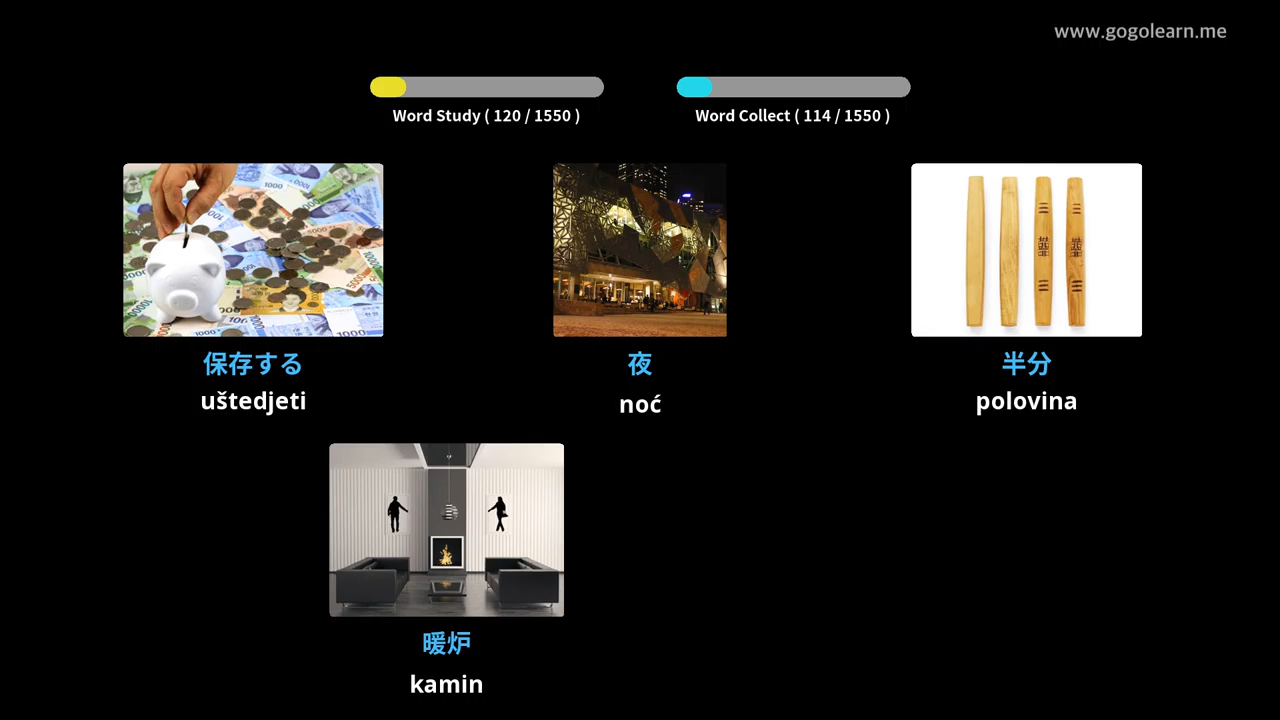 www.gogolearn.me
Word Study ( 120 / 1550 )
Word Collect ( 114 / 1550 )
保存する
uštedjeti
夜
noć
半分
polovina
暖炉
kamin